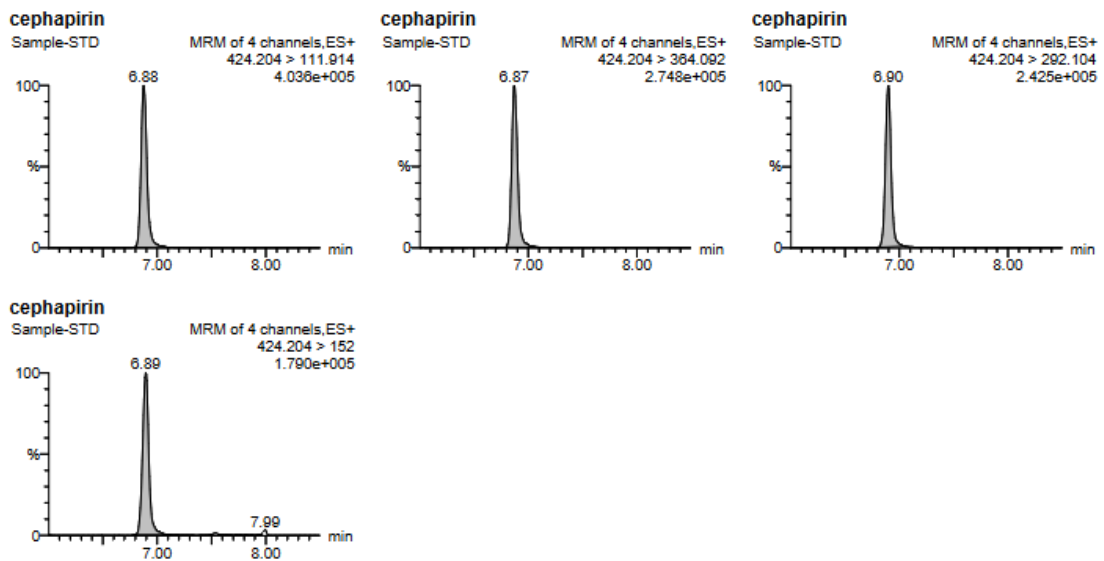 cephapirin
Sample-STD
MRM of 4 channels,ES+
424.204 > 111.914
4.036e+005
6.88
100
%
0
7.00
8.00
min
cephapirin
Sample-STD
MRM of 4 channels,ES+
424.204 > 364.092
2.748e+005
6.87
100
%
0
7.00
8.00
min
cephapirin
Sample-STD
MRM of 4 channels,ES+
424.204 > 292.104
2.425e+005
6.90
100
%
0
7.00
8.00
min
cephapirin
Sample-STD
MRM of 4 channels,ES+
424.204 > 152
1.790e+005
6.89
100
%
7.99
0
7.00
8.00
min